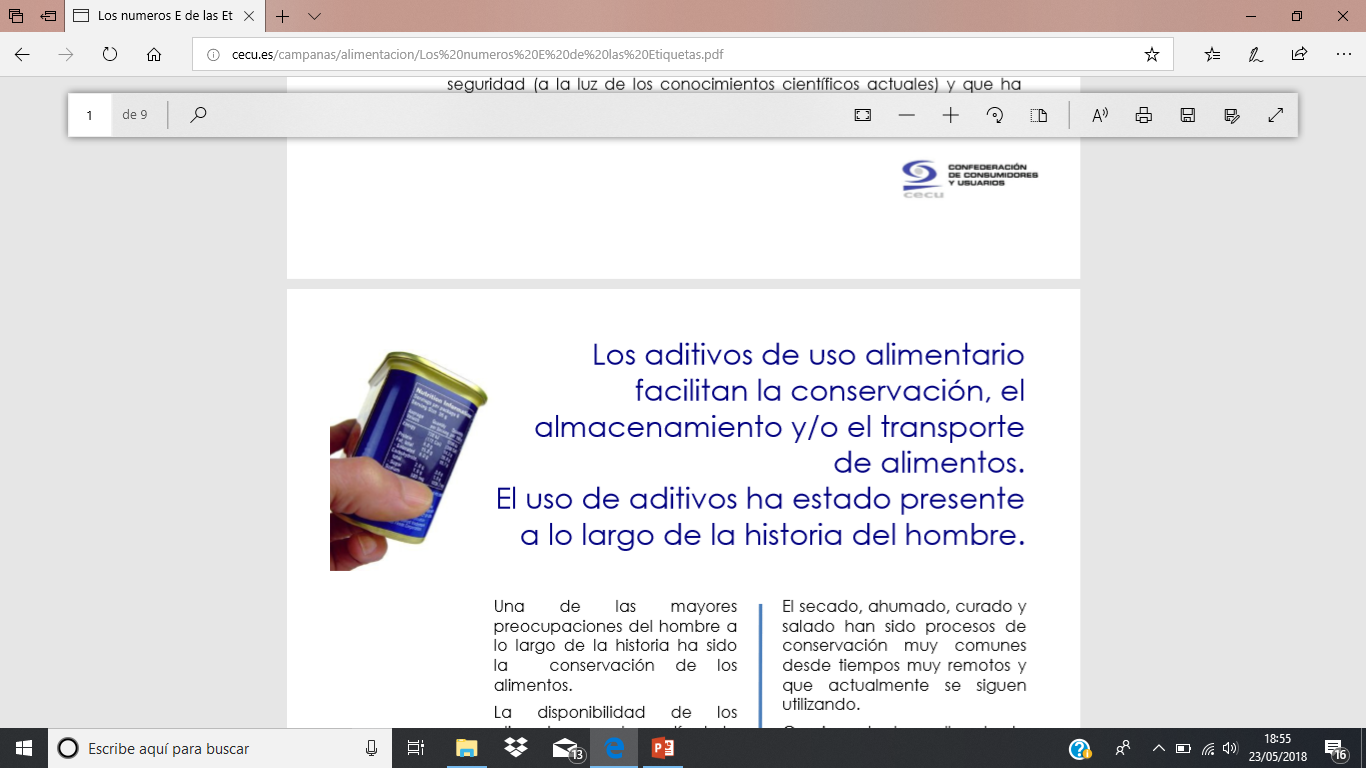 Los numeros E de las Et
cecu.es/campanas/alimentacion/Los%20numeros%20E%20de%20las%20Etiquetas.pdf
seguridad (a la luz de los conocimientos científicos actuales) y que ha
1 de 9
CONFEDERACIÓN
DE CONSUMIDORES
Y USUARIOS
cecu
Los aditivos de uso alimentario
facilitan la conservación, el
almacenamiento y/o el transporte
de alimentos.
El uso de aditivos ha estado presente
a lo largo de la historia del hombre.
Nutrition Information
Una de las mayores
preocupaciones del hombre a
lo largo de la historia ha sido
la conservación de los
alimentos.
La disponibilidad de los
El secado, ahumado, curado y
salado han sido procesos de
conservación muy comunes
desde tiempos muy remotos y
que actualmente se siguen
utilizando.
Escribe aquí para buscar
13
18:55
23/05/2018
16